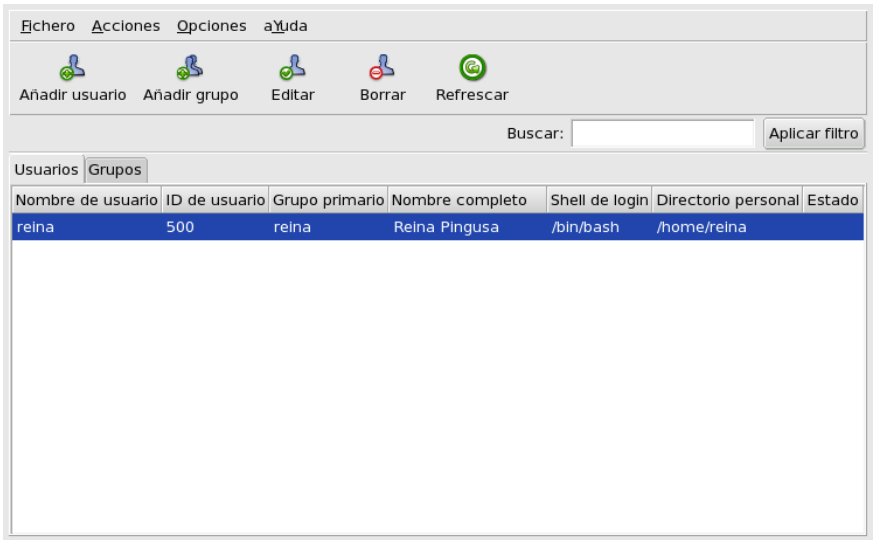 Fichero Acciones Opciones aYuda
Añadir usuario Añadir grupo Editar Borrar Refrescar
Buscar: Aplicar filtro
Usuarios Grupos
Nombre de usuario ID de usuario Grupo primario Nombre completo Shell de login Directorio personal Estado
reina 500 reina Reina Pingusa /bin/bash /home/reina